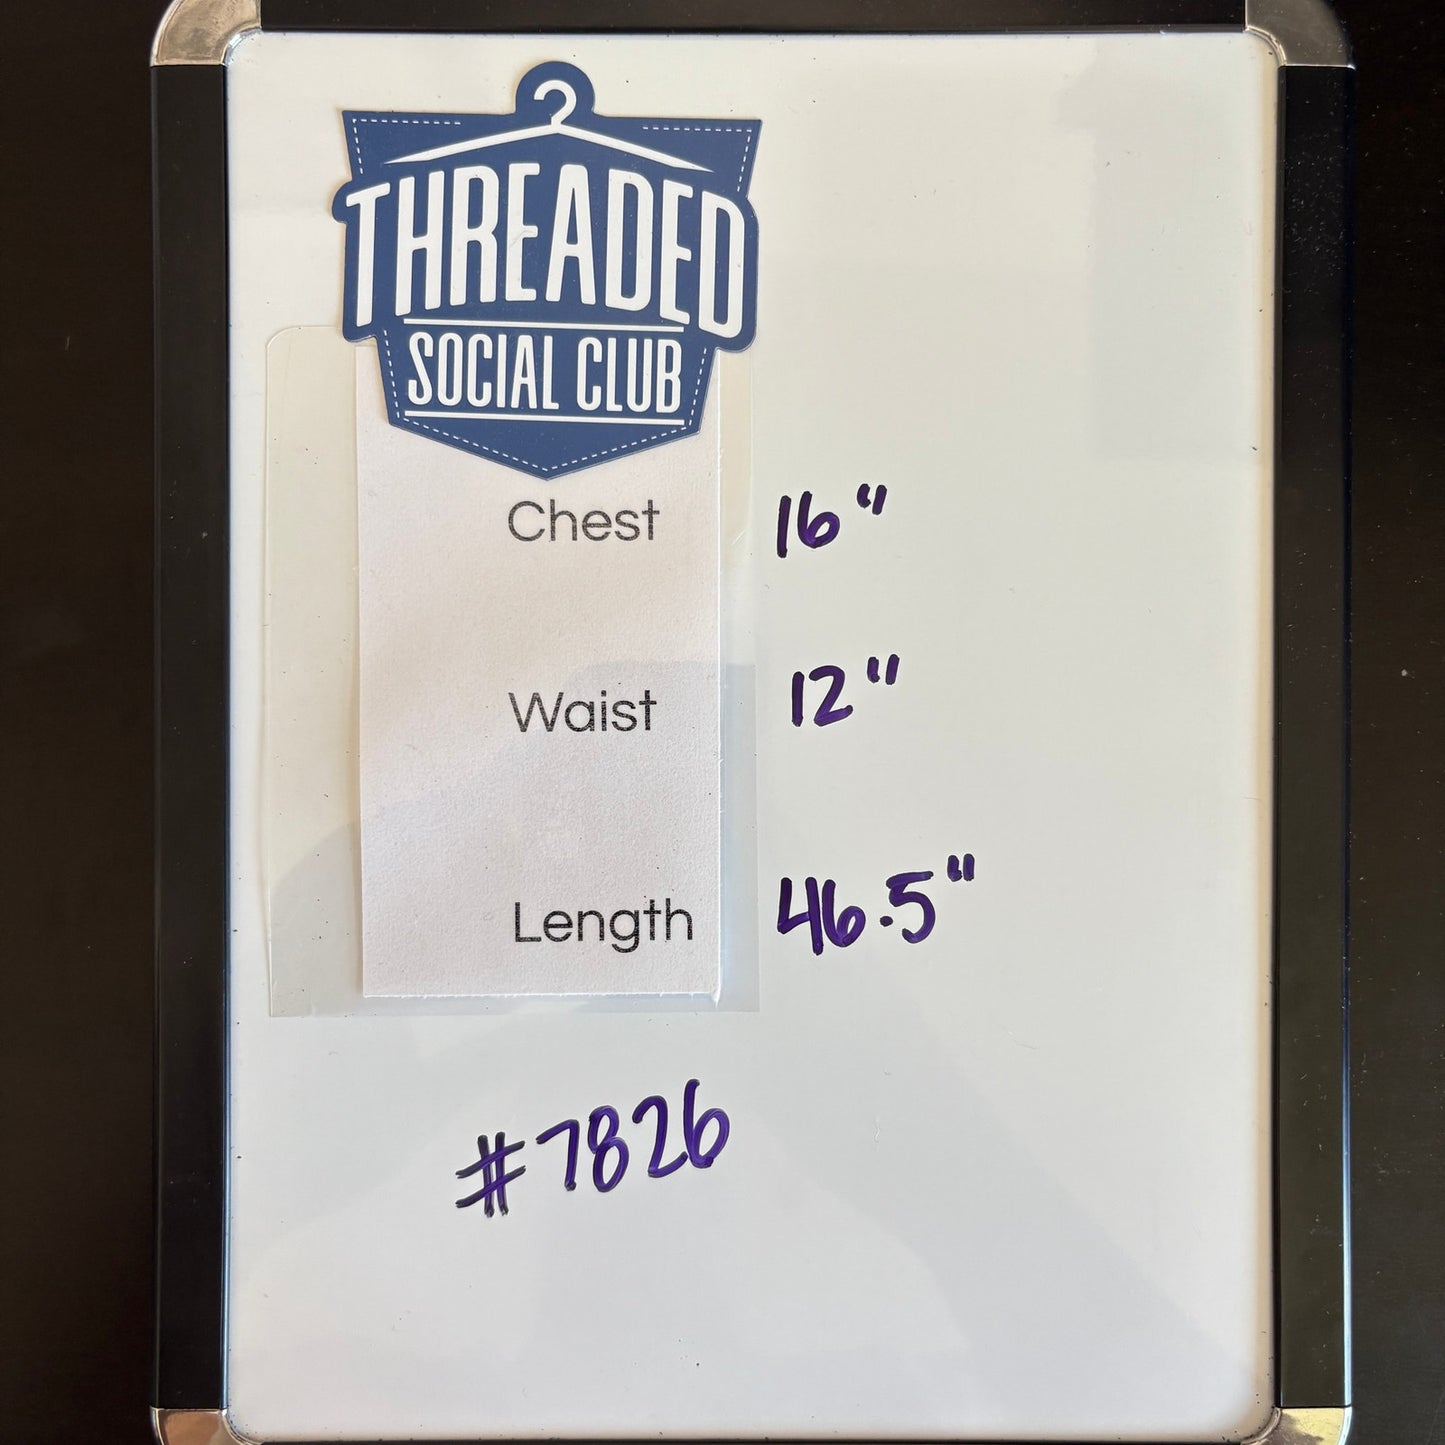 THREADED
SOCIAL CLUB
Chest 16"
Waist 12"
Length 46.5"
#7826